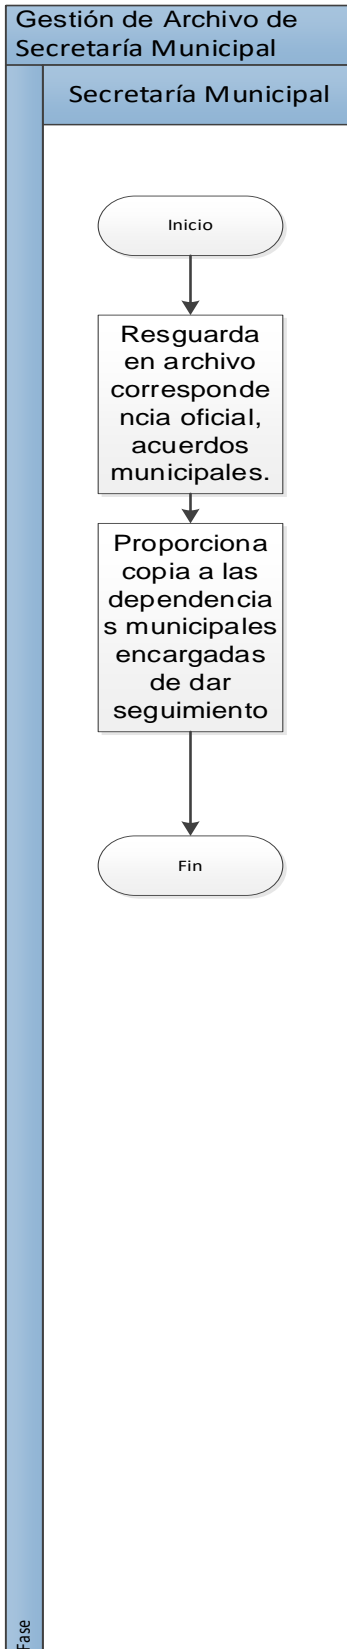 Gestión de Archivo de
Secretaría Municipal
Secretaría Municipal
Inicio
Resguarda
en archivo
corresponde
ncia oficial,
acuerdos
municipales.
Proporciona
copia a las
dependencia
s municipales
encargadas
de dar
seguimiento
Fin
Fase